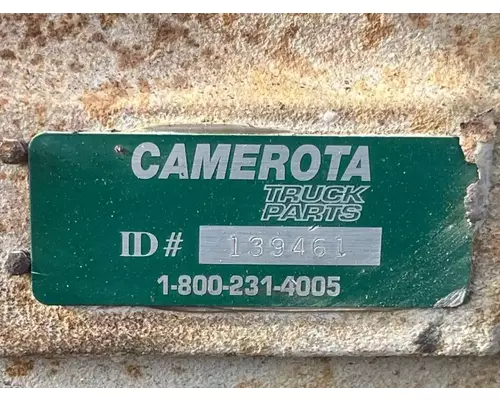 CAMEROTA
TRUCK
PARTS
ID # 139461
1-800-231-4005